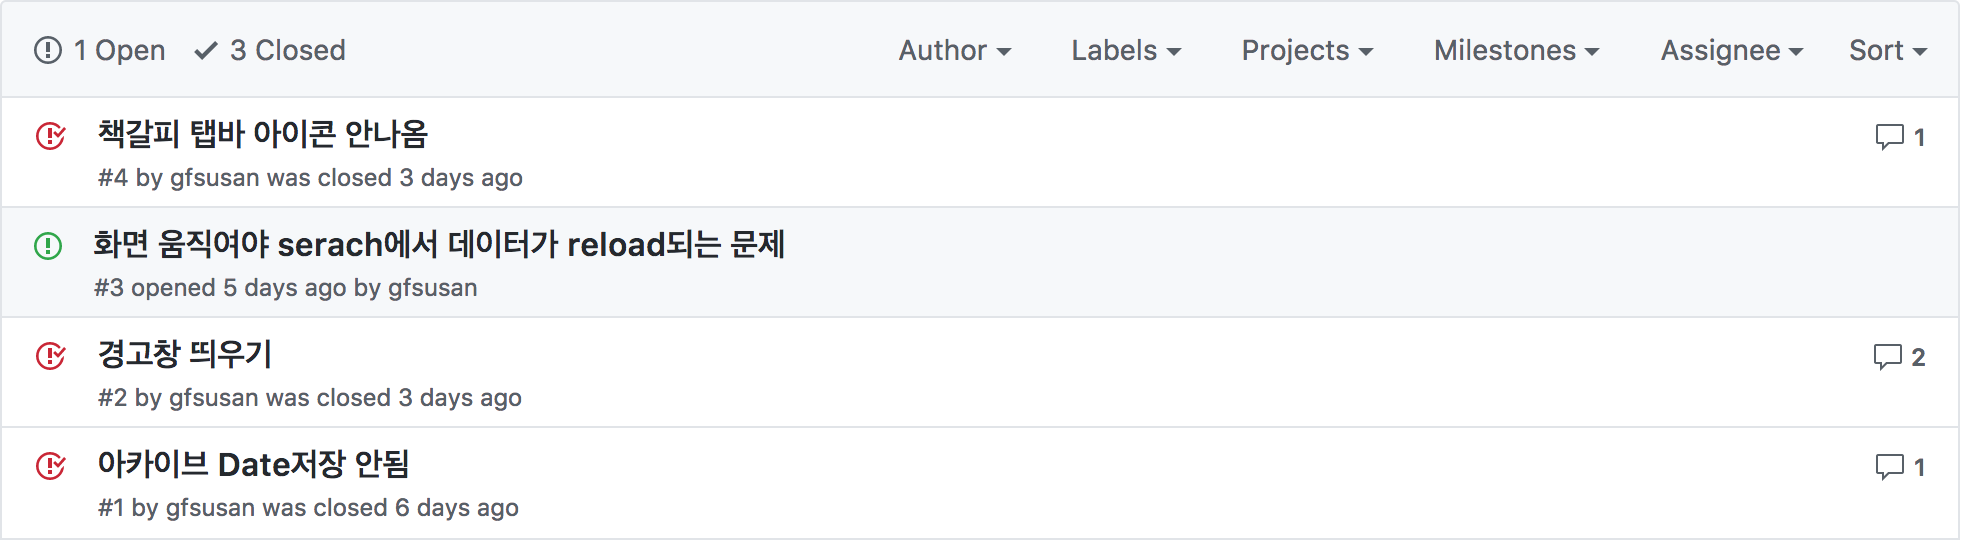 1 Open 3 Closed Author Labels Projects Milestones Assignee Sort
책갈피 탭바 아이콘 안나옴 1
#4 by gfsusan was closed 3 days ago
화면 움직여야 serach에서 데이터가 reload되는 문제
#3 opened 5 days ago by gfsusan
경고창 띄우기 2
#2 by gfsusan was closed 3 days ago
아카이브 Date저장 안됨 1
#1 by gfsusan was closed 6 days ago